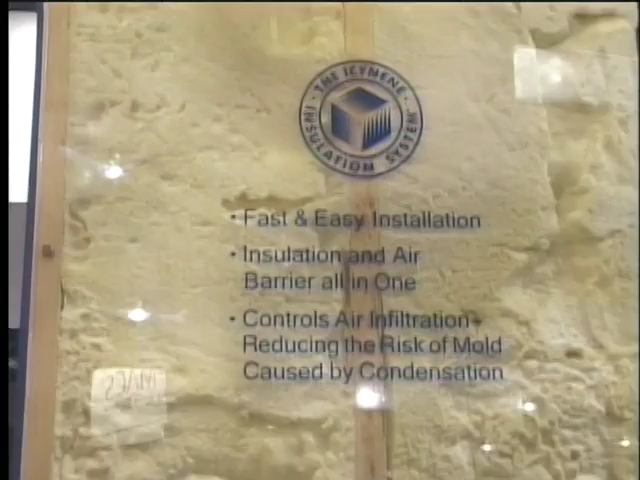 · THE ICYNENE ·
INSULATION SYSTEM
• Fast & Easy Installation
• Insulation and Air
Barrier all in One
• Controls Air Infiltration
Reducing the Risk of Mold
Caused by Condensation